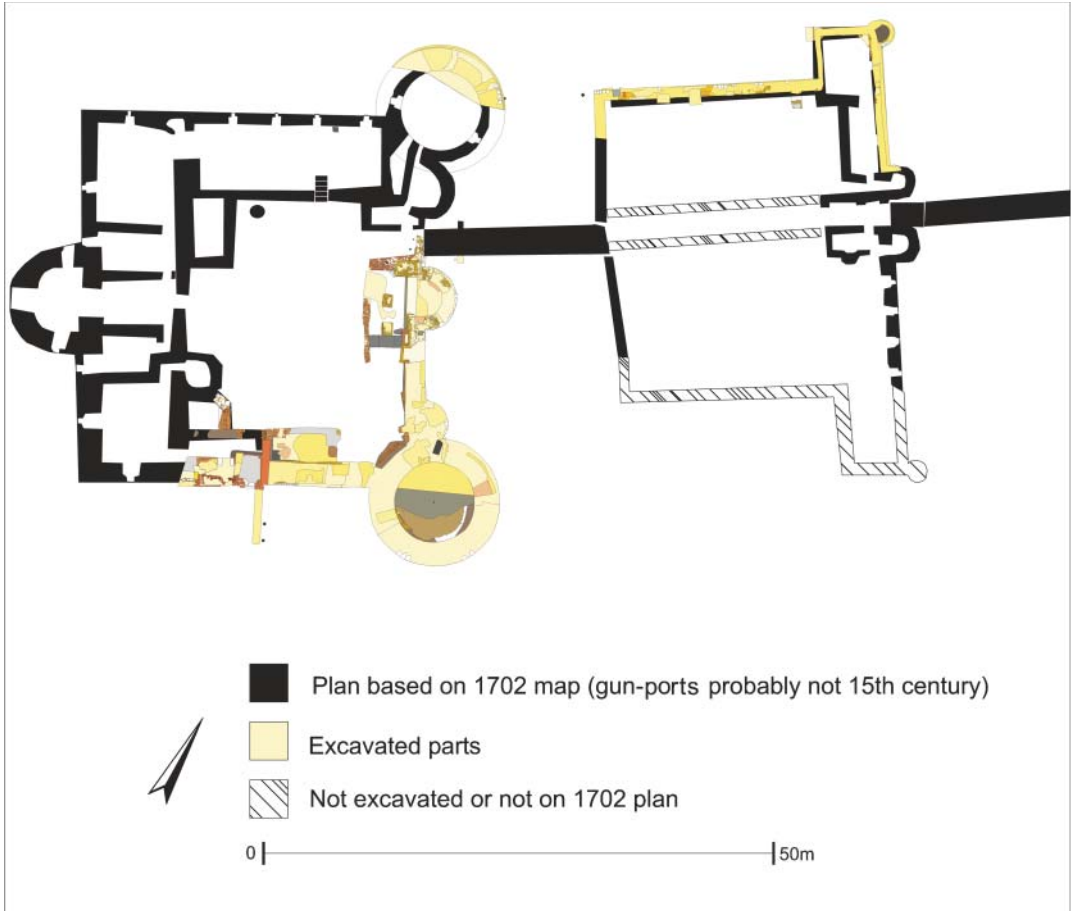 Plan based on 1702 map (gun-ports probably not 15th century)
Excavated parts
Not excavated or not on 1702 plan
0 50m